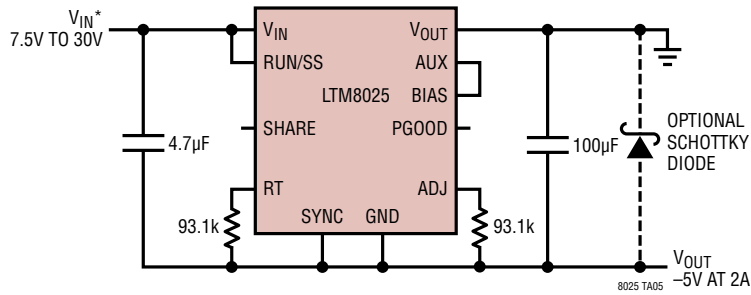 VIN*
7.5V TO 30V
VIN
VOUT
RUN/SS
AUX
LTM8025
BIAS
SHARE
PGOOD
4.7µF
100µF
OPTIONAL
SCHOTTKY
DIODE
RT
ADJ
93.1k
SYNC
GND
93.1k
VOUT
–5V AT 2A
8025 TA05